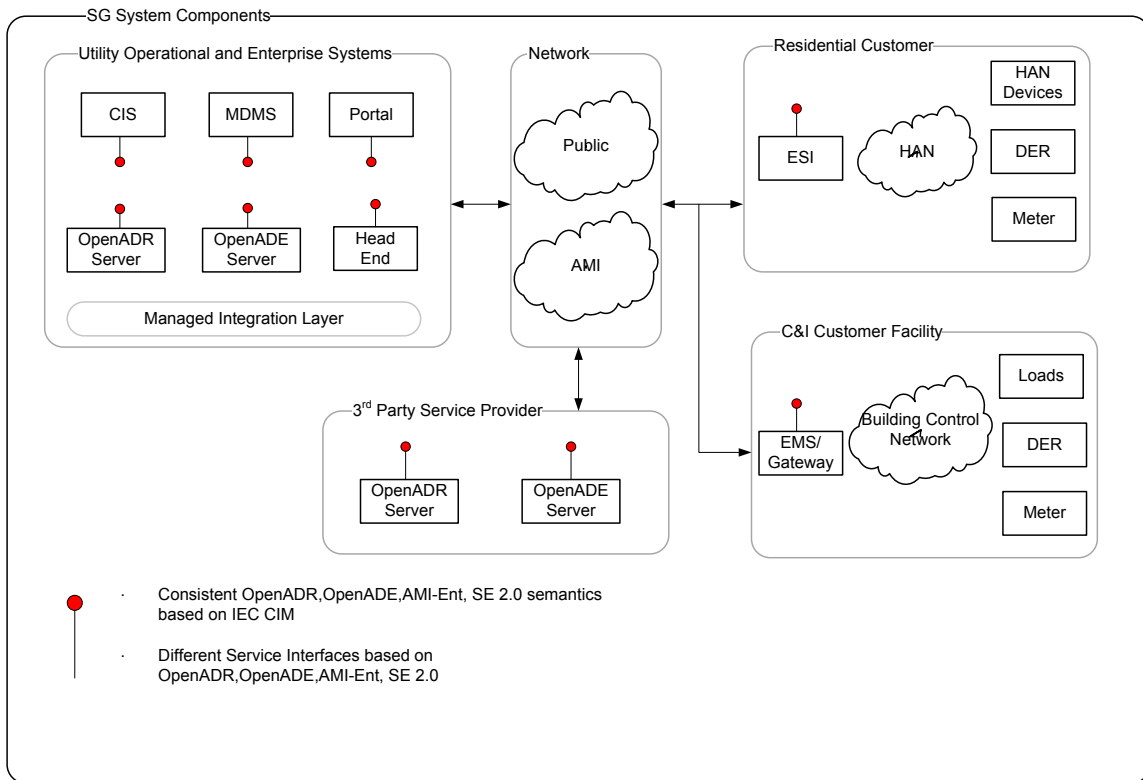 SG System Components
Utility Operational and Enterprise Systems
CIS
MDMS
Portal
OpenADR
Server
OpenADE
Server
Head
End
Managed Integration Layer
Network
Public
AMI
Residential Customer
ESI
HAN
HAN
Devices
DER
Meter
3rd Party Service Provider
OpenADR
Server
OpenADE
Server
C&I Customer Facility
EMS/
Gateway
Building Control
Network
Loads
DER
Meter
· Consistent OpenADR,OpenADE,AMI-Ent, SE 2.0 semantics
based on IEC CIM
· Different Service Interfaces based on
OpenADR,OpenADE,AMI-Ent, SE 2.0